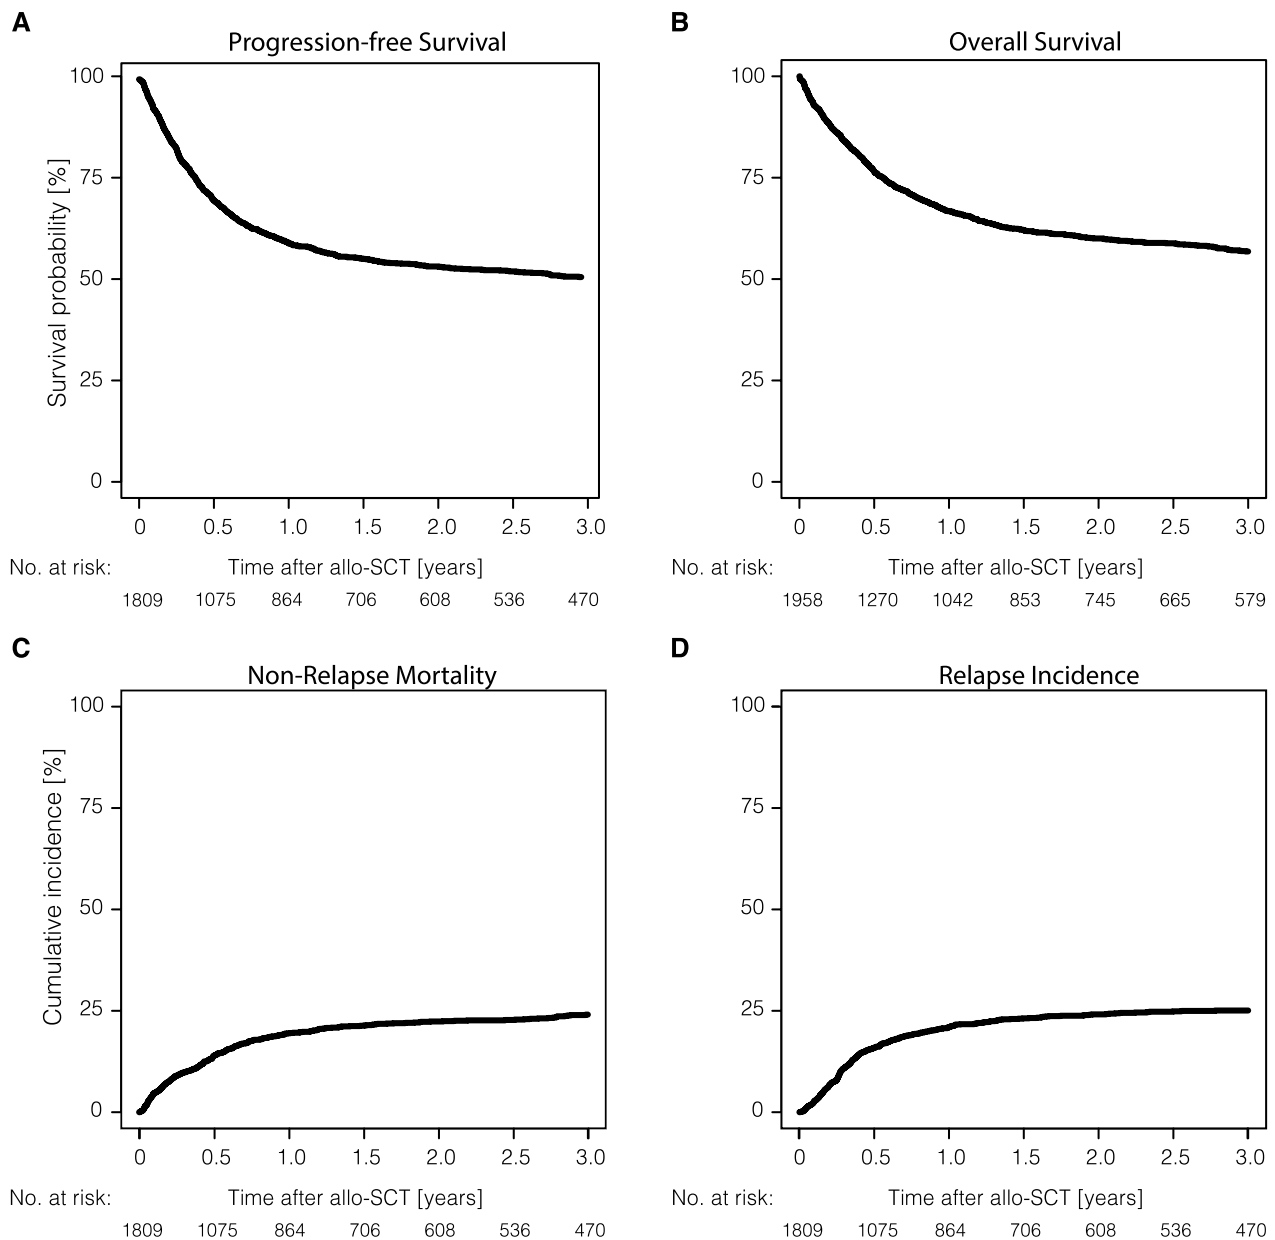 A
Progression-free Survival
100
75
50
25
0
Survival probability [%]
0 0.5 1.0 1.5 2.0 2.5 3.0
No. at risk: Time after allo-SCT [years]
1809 1075 864 706 608 536 470
B
Overall Survival
100
75
50
25
0
0 0.5 1.0 1.5 2.0 2.5 3.0
No. at risk: Time after allo-SCT [years]
1958 1270 1042 853 745 665 579
C
Non-Relapse Mortality
100
75
50
25
0
Cumulative incidence [%]
0 0.5 1.0 1.5 2.0 2.5 3.0
No. at risk: Time after allo-SCT [years]
1809 1075 864 706 608 536 470
D
Relapse Incidence
100
75
50
25
0
0 0.5 1.0 1.5 2.0 2.5 3.0
No. at risk: Time after allo-SCT [years]
1809 1075 864 706 608 536 470